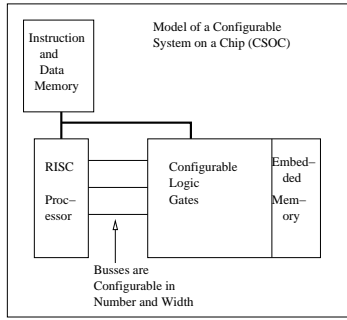 Model of a Configurable
System on a Chip (CSOC)
Instruction
and
Data
Memory
RISC
Proc–
essor
Configurable
Logic
Gates
Embed–
ded
Mem–
ory
Busses are
Configurable in
Number and Width